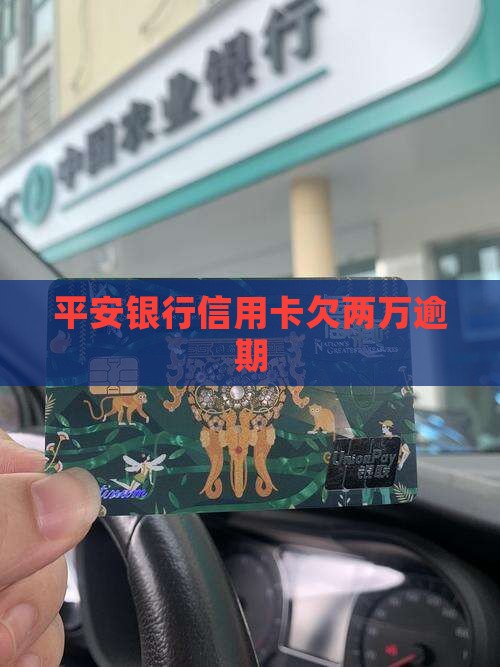 中国农业银行
平安银行信用卡欠两万逾
期
UnionPay
银联